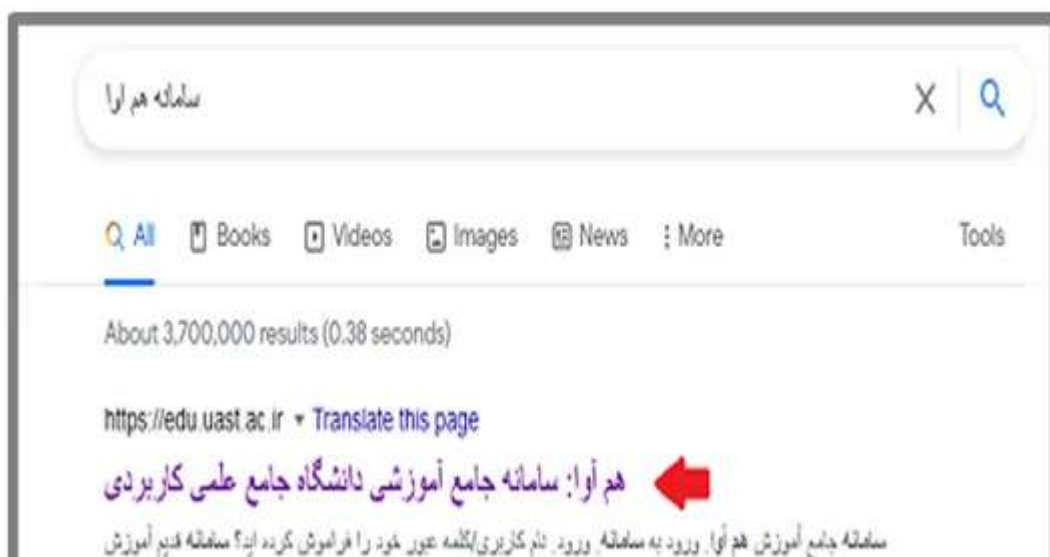 سامانه هم اوا
All Books Videos Images News More Tools
About 3,700,000 results (0.38 seconds)
https://edu.uast.ac.ir Translate this page
هم آوا: سامانه جامع آموزشی دانشگاه جامع علمی کاربردی
سامانه جامع آموزش هم آوا. ورود به سامانه. ورود. نام کاربری/کلمه عبور خود را فراموش کرده اید؟ سامانه قدیم آموزش